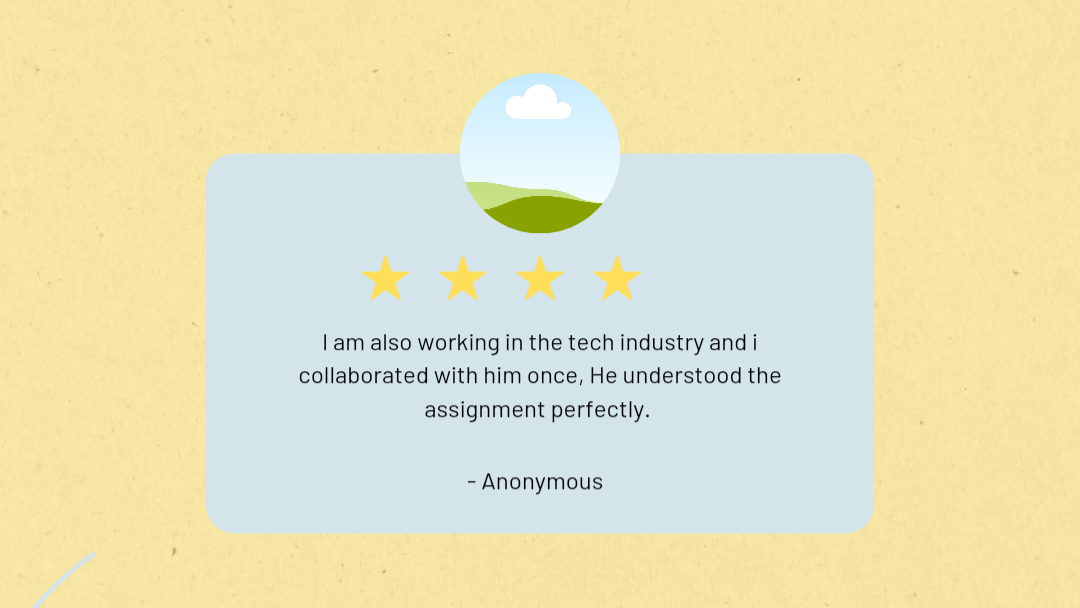 I am also working in the tech industry and i
collaborated with him once, He understood the
assignment perfectly.
- Anonymous